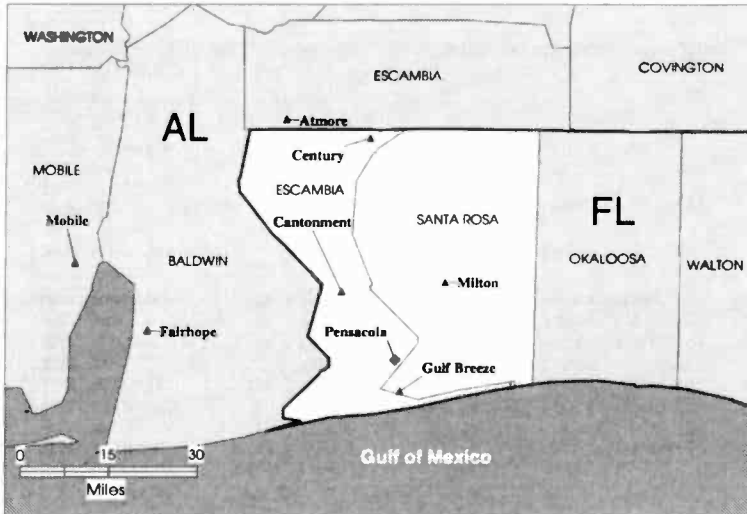 WASHINGTON
ESCAMBIA
COVINGTON
AL
Atmore
Century
MOBILE
ESCAMBIA
Mobile
Cantonment
SANTA ROSA
FL
BALDWIN
OKALOOSA
WALTON
Milton
Fairhope
Pensacola
Gulf Breeze
0 15 30
Miles
Gulf of Mexico